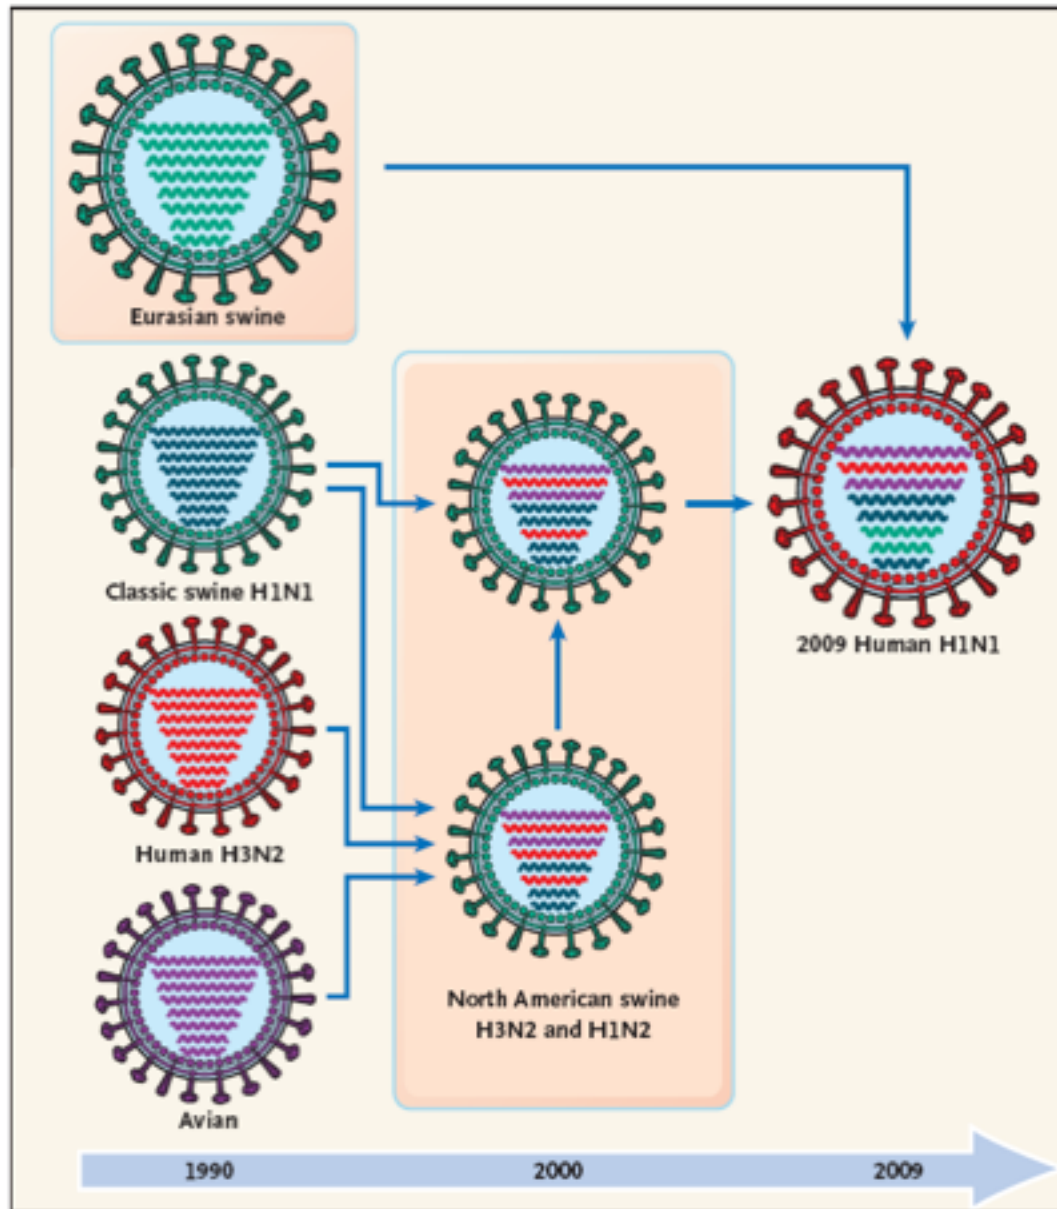 Eurasian swine
Classic swine H1N1
2009 Human H1N1
Human H3N2
North American swine
H3N2 and H1N2
Avian
1990
2000
2009